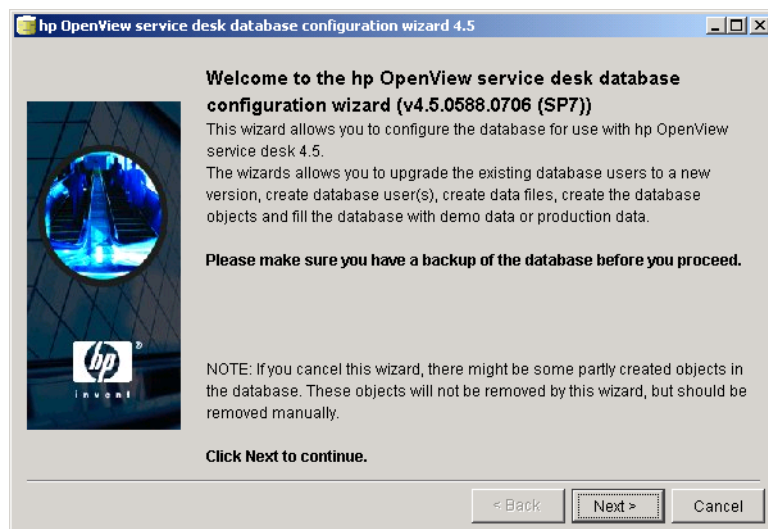 hp OpenView service desk database configuration wizard 4.5
Welcome to the hp OpenView service desk database
configuration wizard (v4.5.0588.0706 (SP7))
This wizard allows you to configure the database for use with hp OpenView
service desk 4.5.
The wizards allows you to upgrade the existing database users to a new
version, create database user(s), create data files, create the database
objects and fill the database with demo data or production data.
Please make sure you have a backup of the database before you proceed.
hp ®
invent
NOTE: If you cancel this wizard, there might be some partly created objects in
the database. These objects will not be removed by this wizard, but should be
removed manually.
Click Next to continue.
< Back Next > Cancel